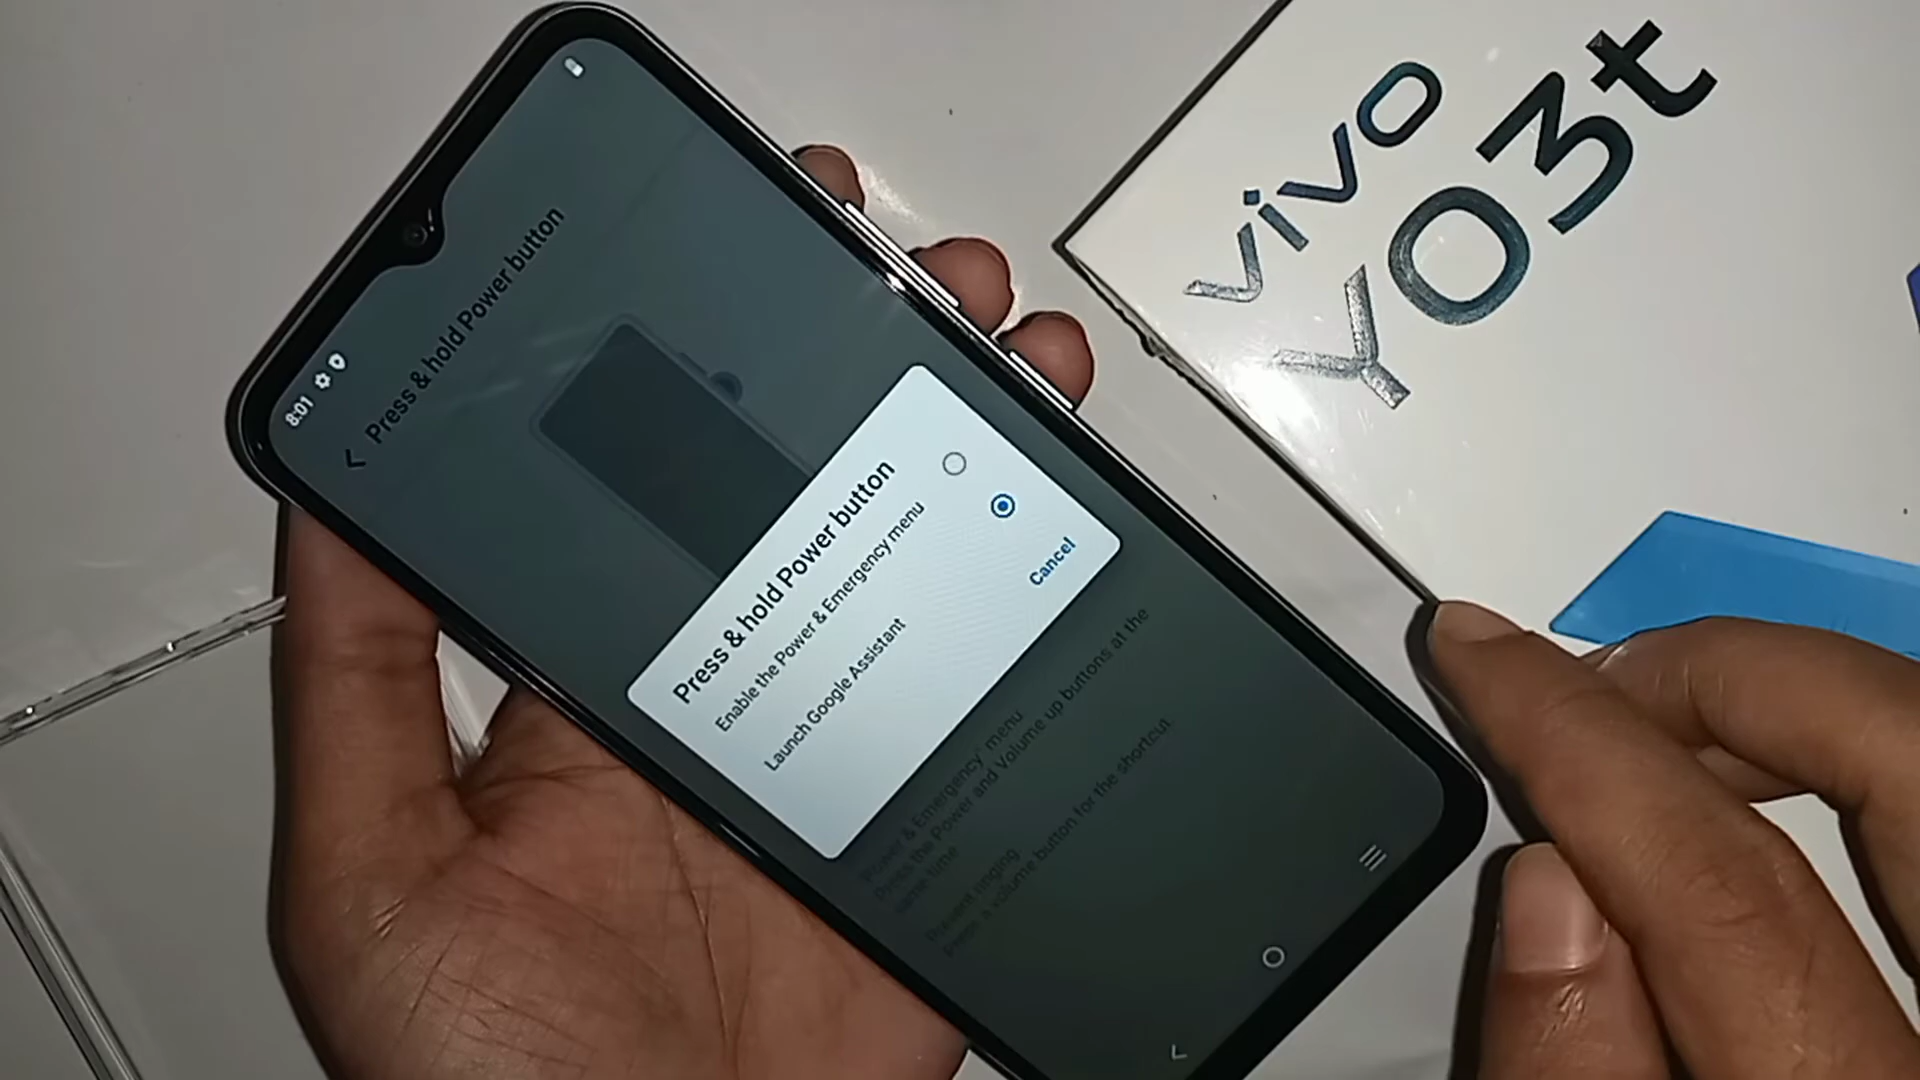 8:01
Press & hold Power button
Press & hold Power button
Enable the Power & Emergency menu
Launch Google Assistant
Cancel
Power & Emergency' menu
Press the Power and Volume up buttons at the
same time
Prevent ringing
Press a volume button for the shortcut
vivo
Y03t